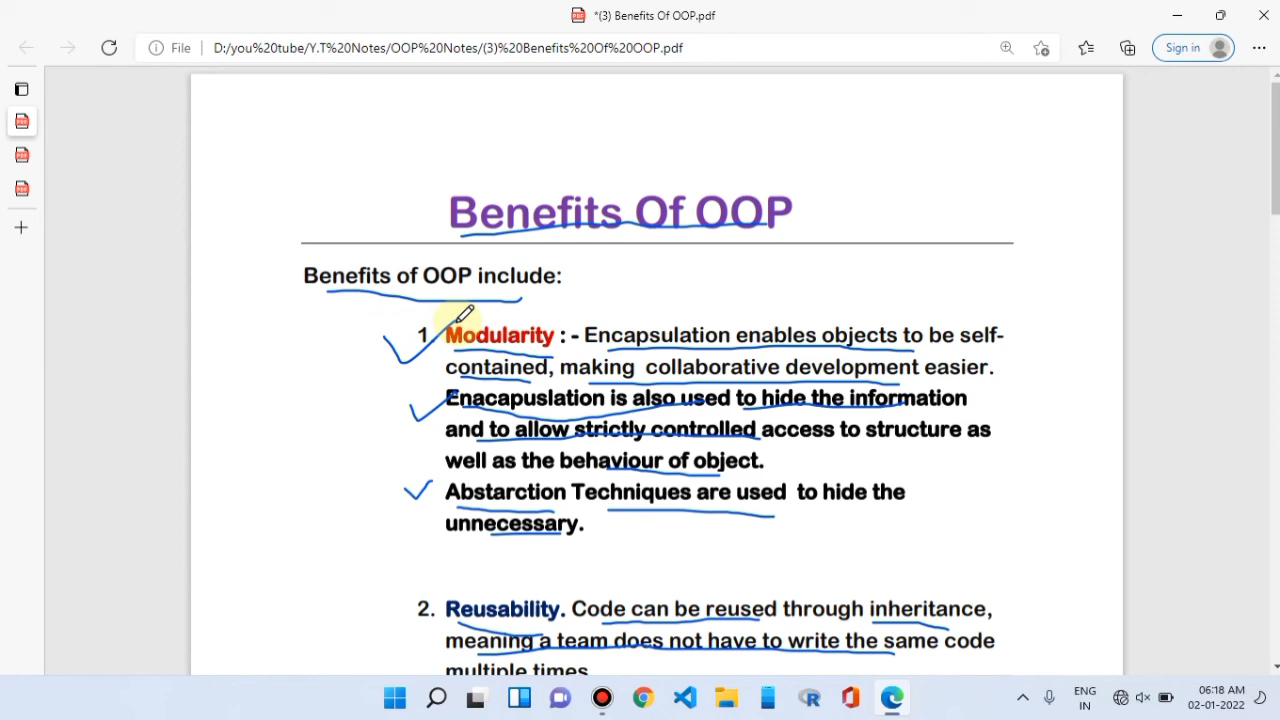 *(3) Benefits Of OOP.pdf
File
D:/you%20tube/Y.T%20Notes/OOP%20Notes/(3)%20Benefits%20Of%20OOP.pdf
Sign in
Benefits Of OOP
Benefits of OOP include:
1. Modularity : - Encapsulation enables objects to be self-
contained, making collaborative development easier.
Enacapuslation is also used to hide the information
and to allow strictly controlled access to structure as
well as the behaviour of object.
Abstarction Techniques are used to hide the
unnecessary.
2. Reusability. Code can be reused through inheritance,
meaning a team does not have to write the same code
multiple times.
ENG
IN
06:18 AM
02-01-2022